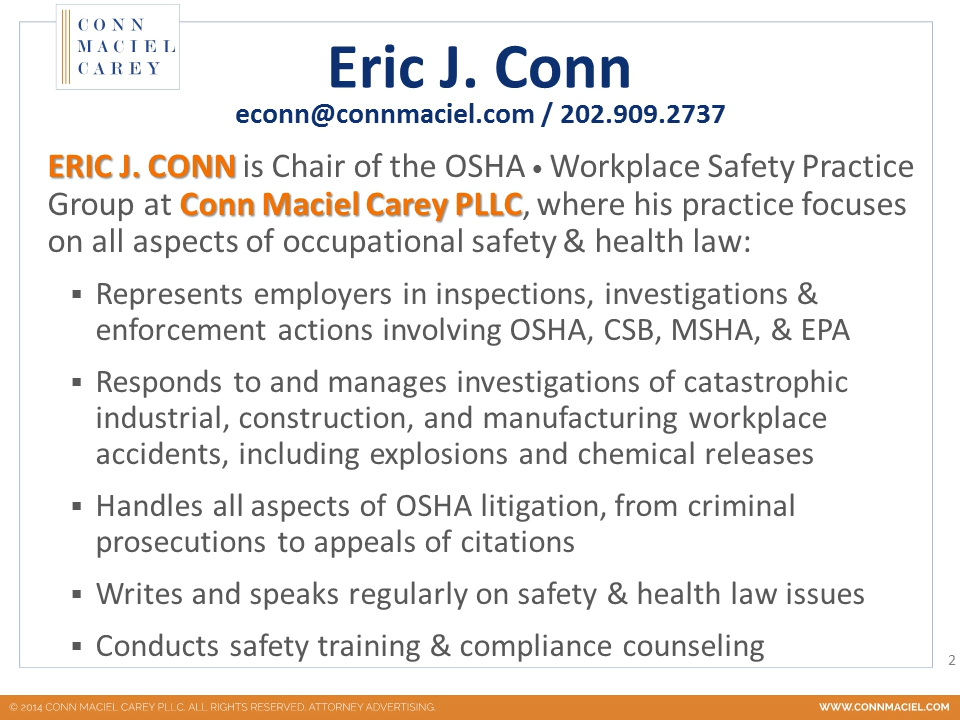 CONN
MACIEL
CAREY
Eric J. Conn
econn@connmaciel.com / 202.909.2737
ERIC J. CONN is Chair of the OSHA • Workplace Safety Practice
Group at Conn Maciel Carey PLLC, where his practice focuses
on all aspects of occupational safety & health law:
▪ Represents employers in inspections, investigations &
enforcement actions involving OSHA, CSB, MSHA, & EPA
▪ Responds to and manages investigations of catastrophic
industrial, construction, and manufacturing workplace
accidents, including explosions and chemical releases
▪ Handles all aspects of OSHA litigation, from criminal
prosecutions to appeals of citations
▪ Writes and speaks regularly on safety & health law issues
▪ Conducts safety training & compliance counseling
2
© 2014 CONN MACIEL CAREY PLLC. ALL RIGHTS RESERVED. ATTORNEY ADVERTISING.
WWW.CONNMACIEL.COM